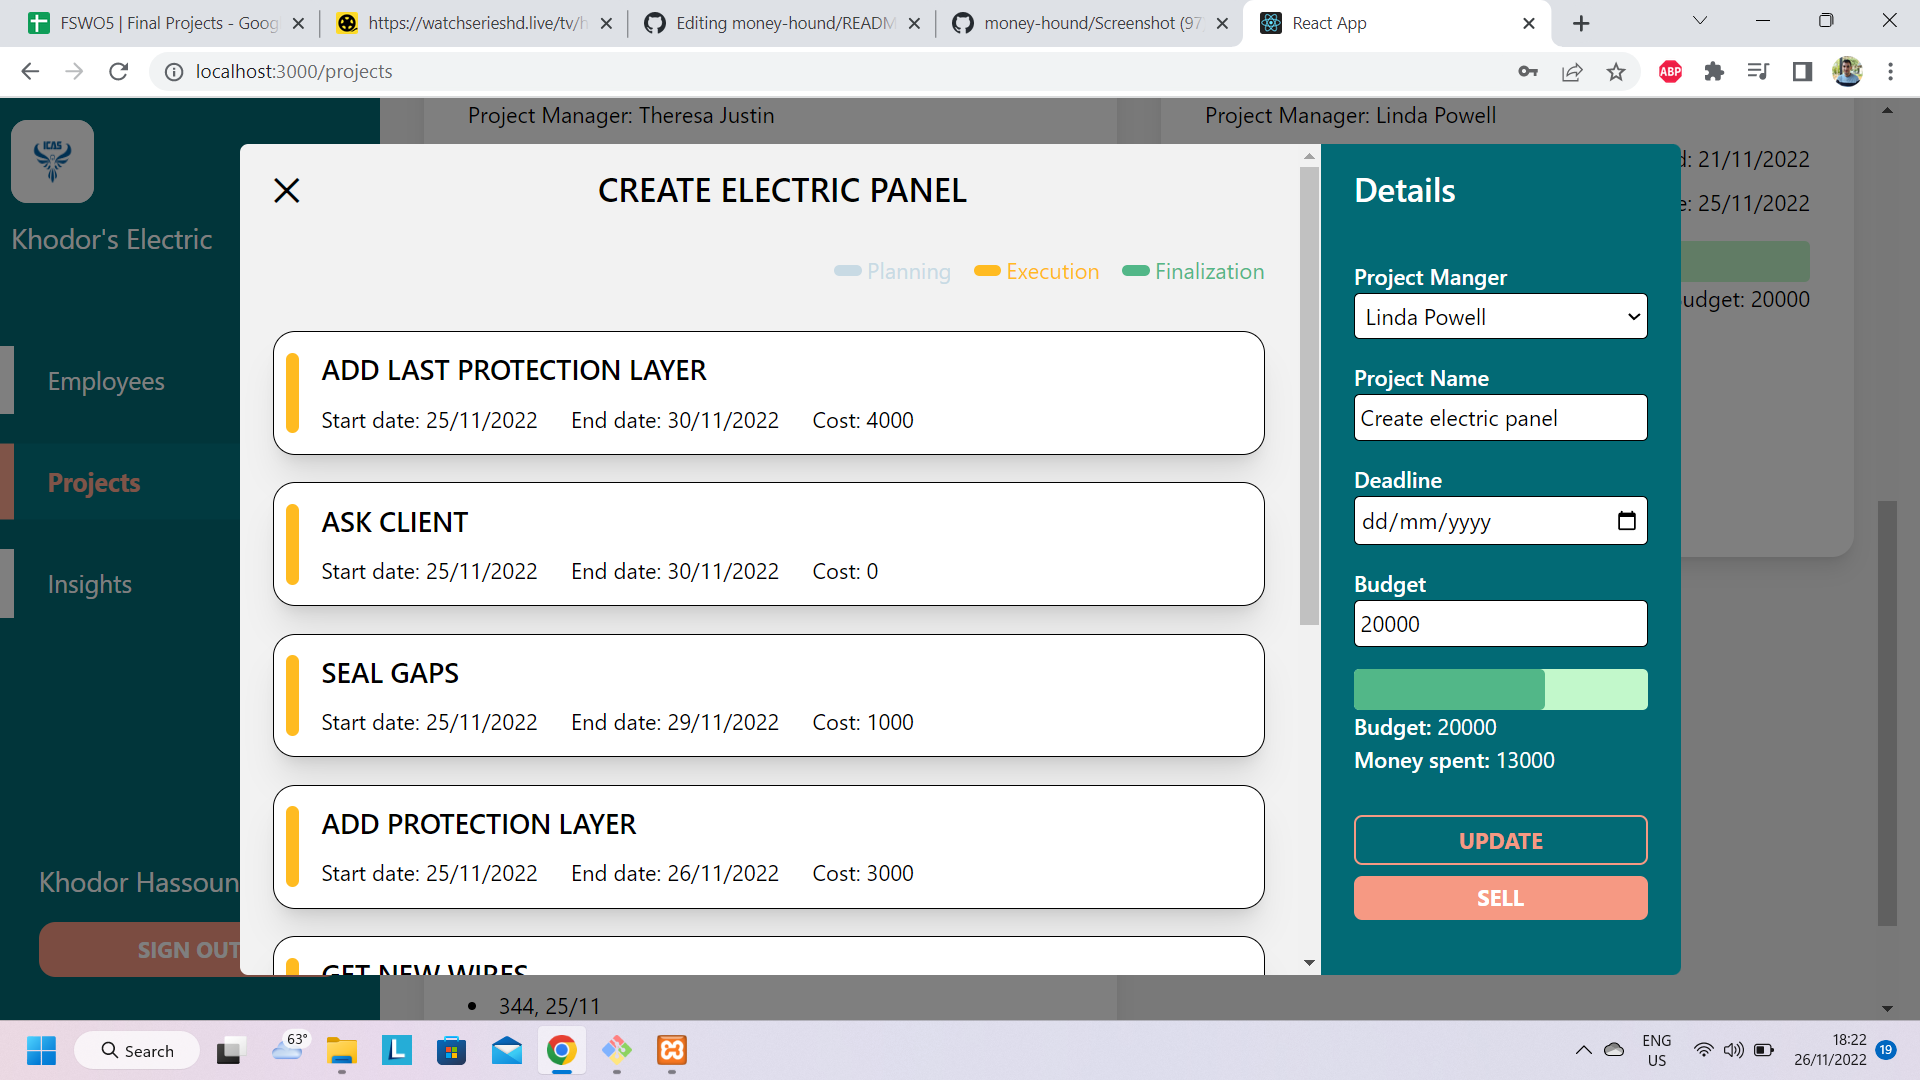 FSWO5 | Final Projects - Goog
https://watchserieshd.live/tv/h
Editing money-hound/READM
money-hound/Screenshot (97
React App
localhost:3000/projects
ABP
Project Manager: Theresa Justin
Project Manager: Linda Powell
d: 21/11/2022
e: 25/11/2022
udget: 20000
ICAS
Khodor's Electric
Employees
Projects
Insights
Khodor Hassoun
SIGN OUT
CREATE ELECTRIC PANEL
Planning
Execution
Finalization
ADD LAST PROTECTION LAYER
Start date: 25/11/2022 End date: 30/11/2022 Cost: 4000
ASK CLIENT
Start date: 25/11/2022 End date: 30/11/2022 Cost: 0
SEAL GAPS
Start date: 25/11/2022 End date: 29/11/2022 Cost: 1000
ADD PROTECTION LAYER
Start date: 25/11/2022 End date: 26/11/2022 Cost: 3000
GET NEW WIRES
Details
Project Manger
Linda Powell
Project Name
Create electric panel
Deadline
dd/mm/yyyy
Budget
20000
Budget: 20000
Money spent: 13000
UPDATE
SELL
344, 25/11
Search
63°
L
ENG
US
18:22
26/11/2022
19